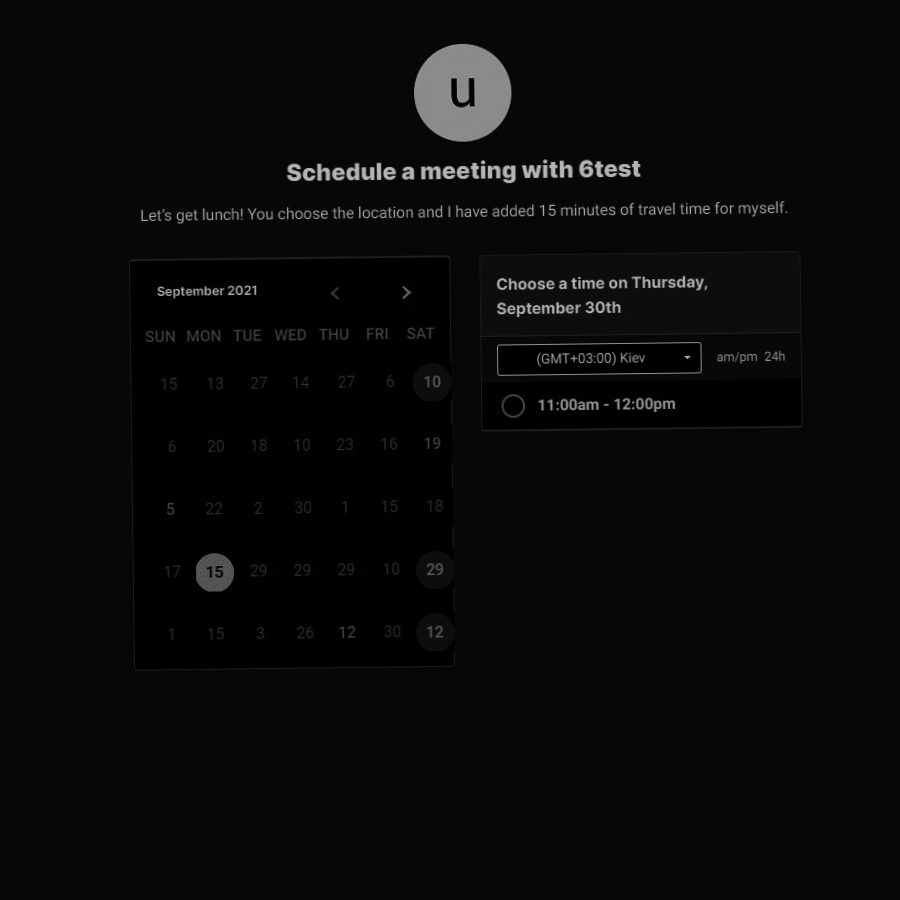 u
Schedule a meeting with 6test
Let's get lunch! You choose the location and I have added 15 minutes of travel time for myself.
September 2021
SUN MON TUE WED THU FRI SAT
15 13 27 14 27 6 10
6 20 18 10 23 16 19
5 22 2 30 1 15 18
17 15 29 29 29 10 29
1 15 3 26 12 30 12
Choose a time on Thursday,
September 30th
(GMT+03:00) Kiev am/pm 24h
11:00am - 12:00pm